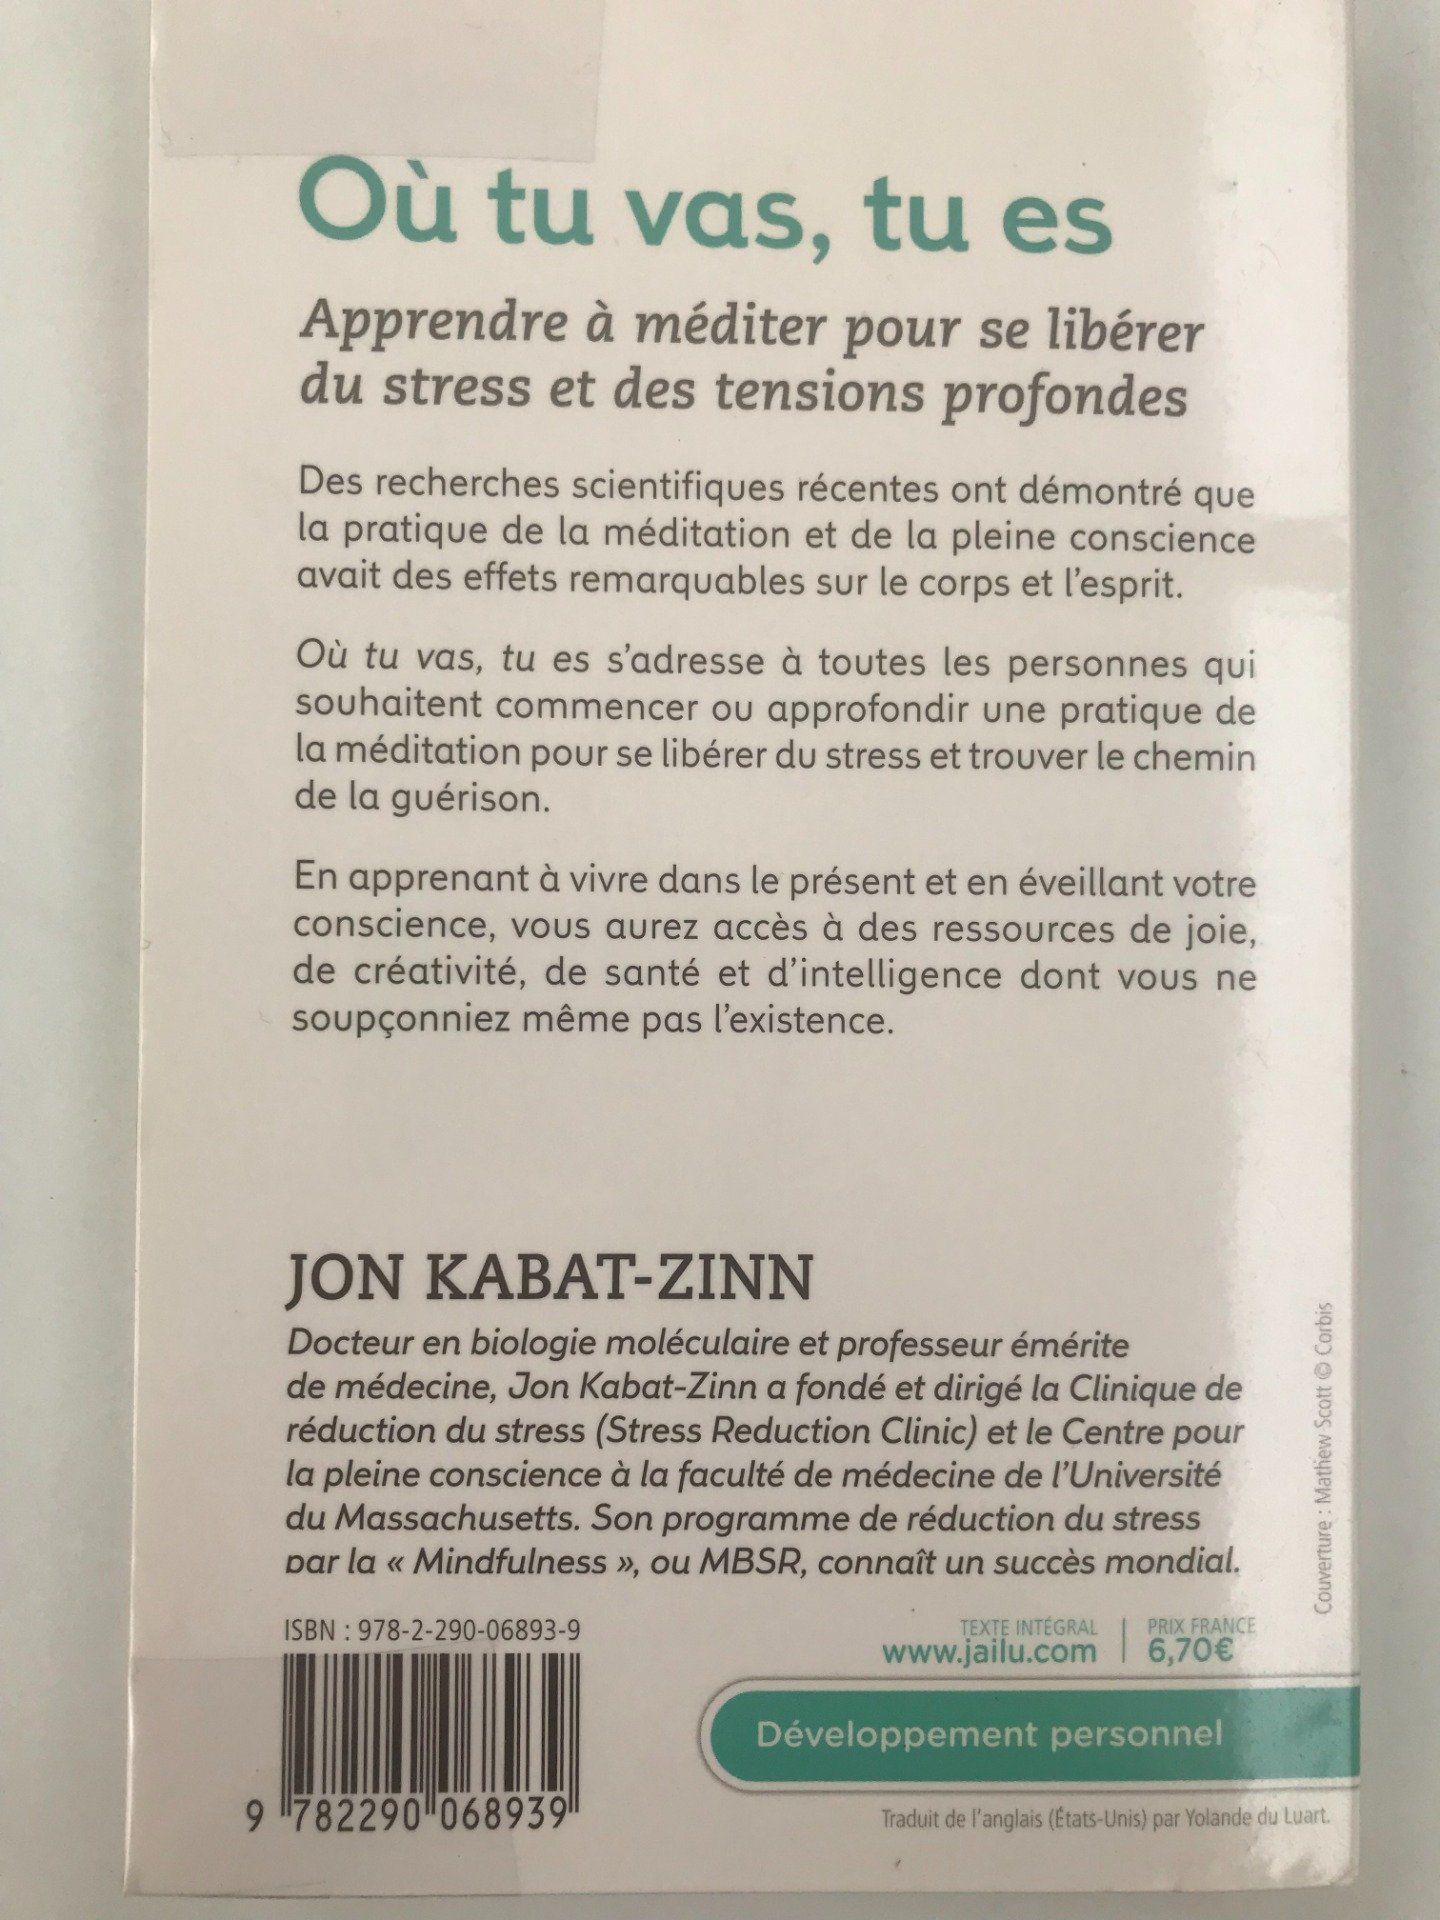 Où tu vas, tu es
Apprendre à méditer pour se libérer
du stress et des tensions profondes
Des recherches scientifiques récentes ont démontré que
la pratique de la méditation et de la pleine conscience
avait des effets remarquables sur le corps et l'esprit.
Où tu vas, tu es s'adresse à toutes les personnes qui
souhaitent commencer ou approfondir une pratique de
la méditation pour se libérer du stress et trouver le chemin
de la guérison.
En apprenant à vivre dans le présent et en éveillant votre
conscience, vous aurez accès à des ressources de joie,
de créativité, de santé et d'intelligence dont vous ne
soupçonniez même pas l'existence.
JON KABAT-ZINN
Docteur en biologie moléculaire et professeur émérite
de médecine, Jon Kabat-Zinn a fondé et dirigé la Clinique de
réduction du stress (Stress Reduction Clinic) et le Centre pour
la pleine conscience à la faculté de médecine de l'Université
du Massachusetts. Son programme de réduction du stress
par la « Mindfulness », ou MBSR, connaît un succès mondial.
Couverture : Mathew Scott © Corbis
ISBN : 978-2-290-06893-9
9 782290 068939
TEXTE INTÉGRAL
www.jailu.com
PRIX FRANCE
6,70€
Développement personnel
Traduit de l'anglais (États-Unis) par Yolande du Luart.